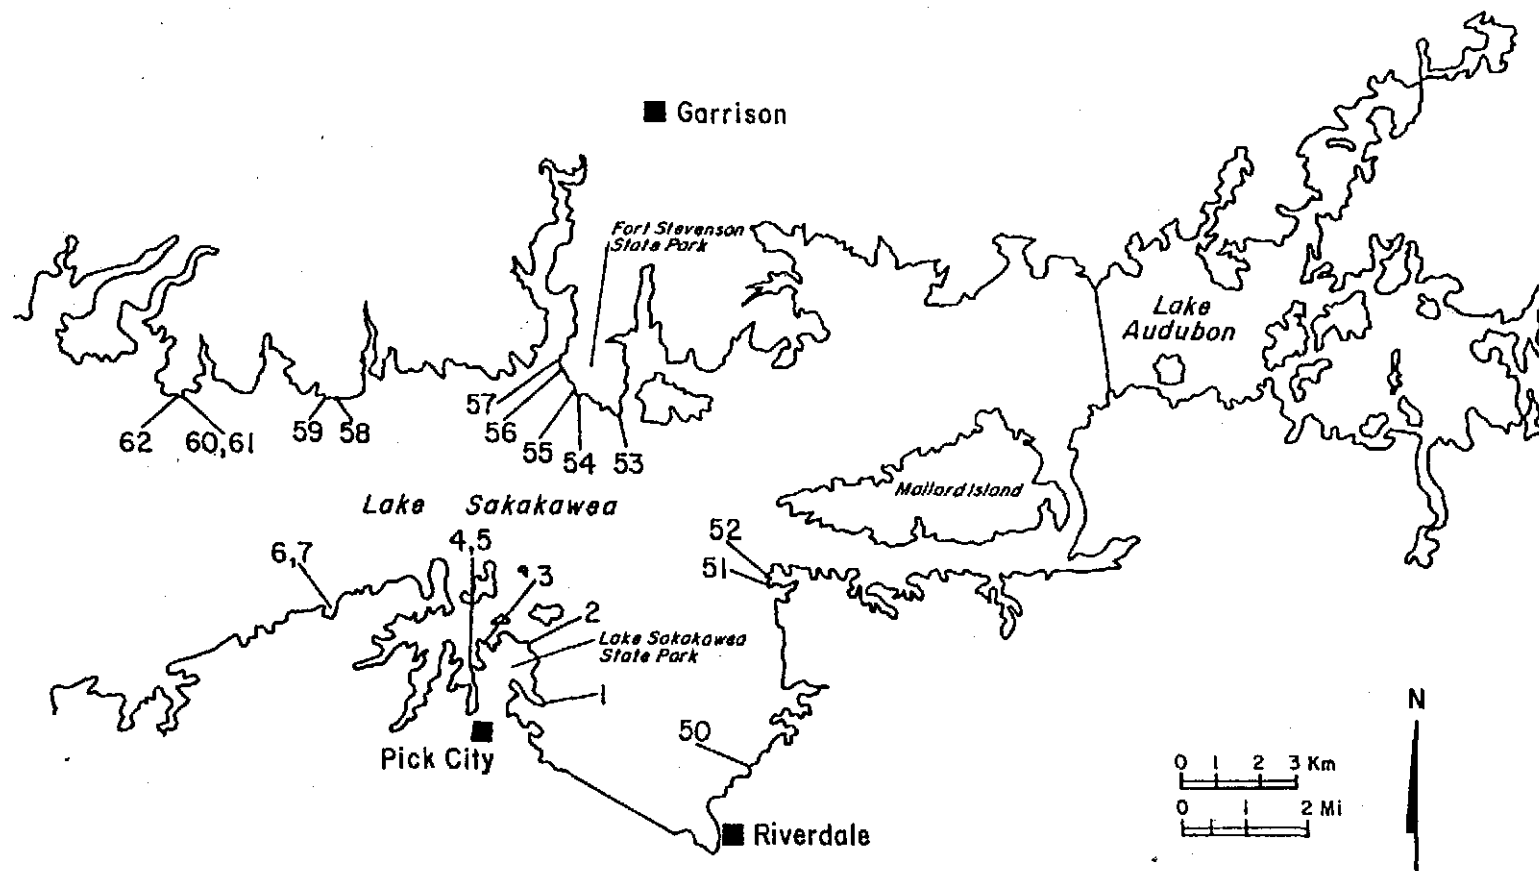 Garrison
Fort Stevenson
State Park
Lake
Audubon
57
56
55
54
53
62
60,61
59
58
Mallard Island
Lake Sakakawea
4,5
52
51
6,7
3
2
Lake Sakakawea
State Park
1
50
Pick City
Riverdale
N
0 1 2 3 Km
0 1 2 Mi